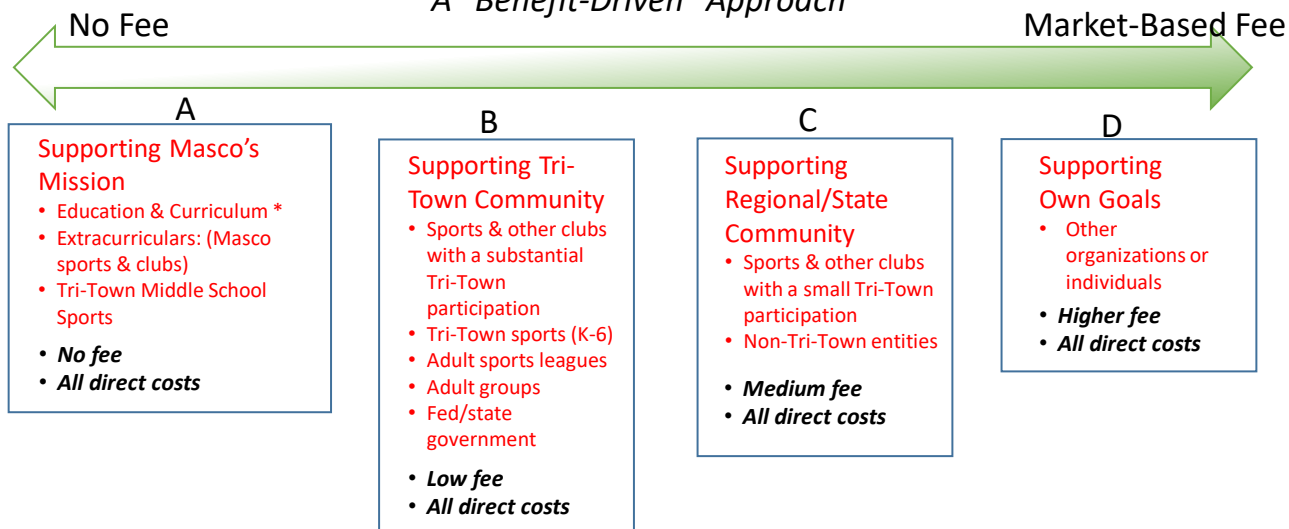 A "Benefit-Driven" Approach
No Fee
Market-Based Fee
A
Supporting Masco's
Mission
• Education & Curriculum *
• Extracurriculars: (Masco
sports & clubs)
• Tri-Town Middle School
Sports
• No fee
• All direct costs
B
Supporting Tri-
Town Community
• Sports & other clubs
with a substantial
Tri-Town
participation
• Tri-Town sports (K-6)
• Adult sports leagues
• Adult groups
• Fed/state
government
• Low fee
• All direct costs
C
Supporting
Regional/State
Community
• Sports & other clubs
with a small Tri-Town
participation
• Non-Tri-Town entities
• Medium fee
• All direct costs
D
Supporting
Own Goals
• Other
organizations or
individuals
• Higher fee
• All direct costs